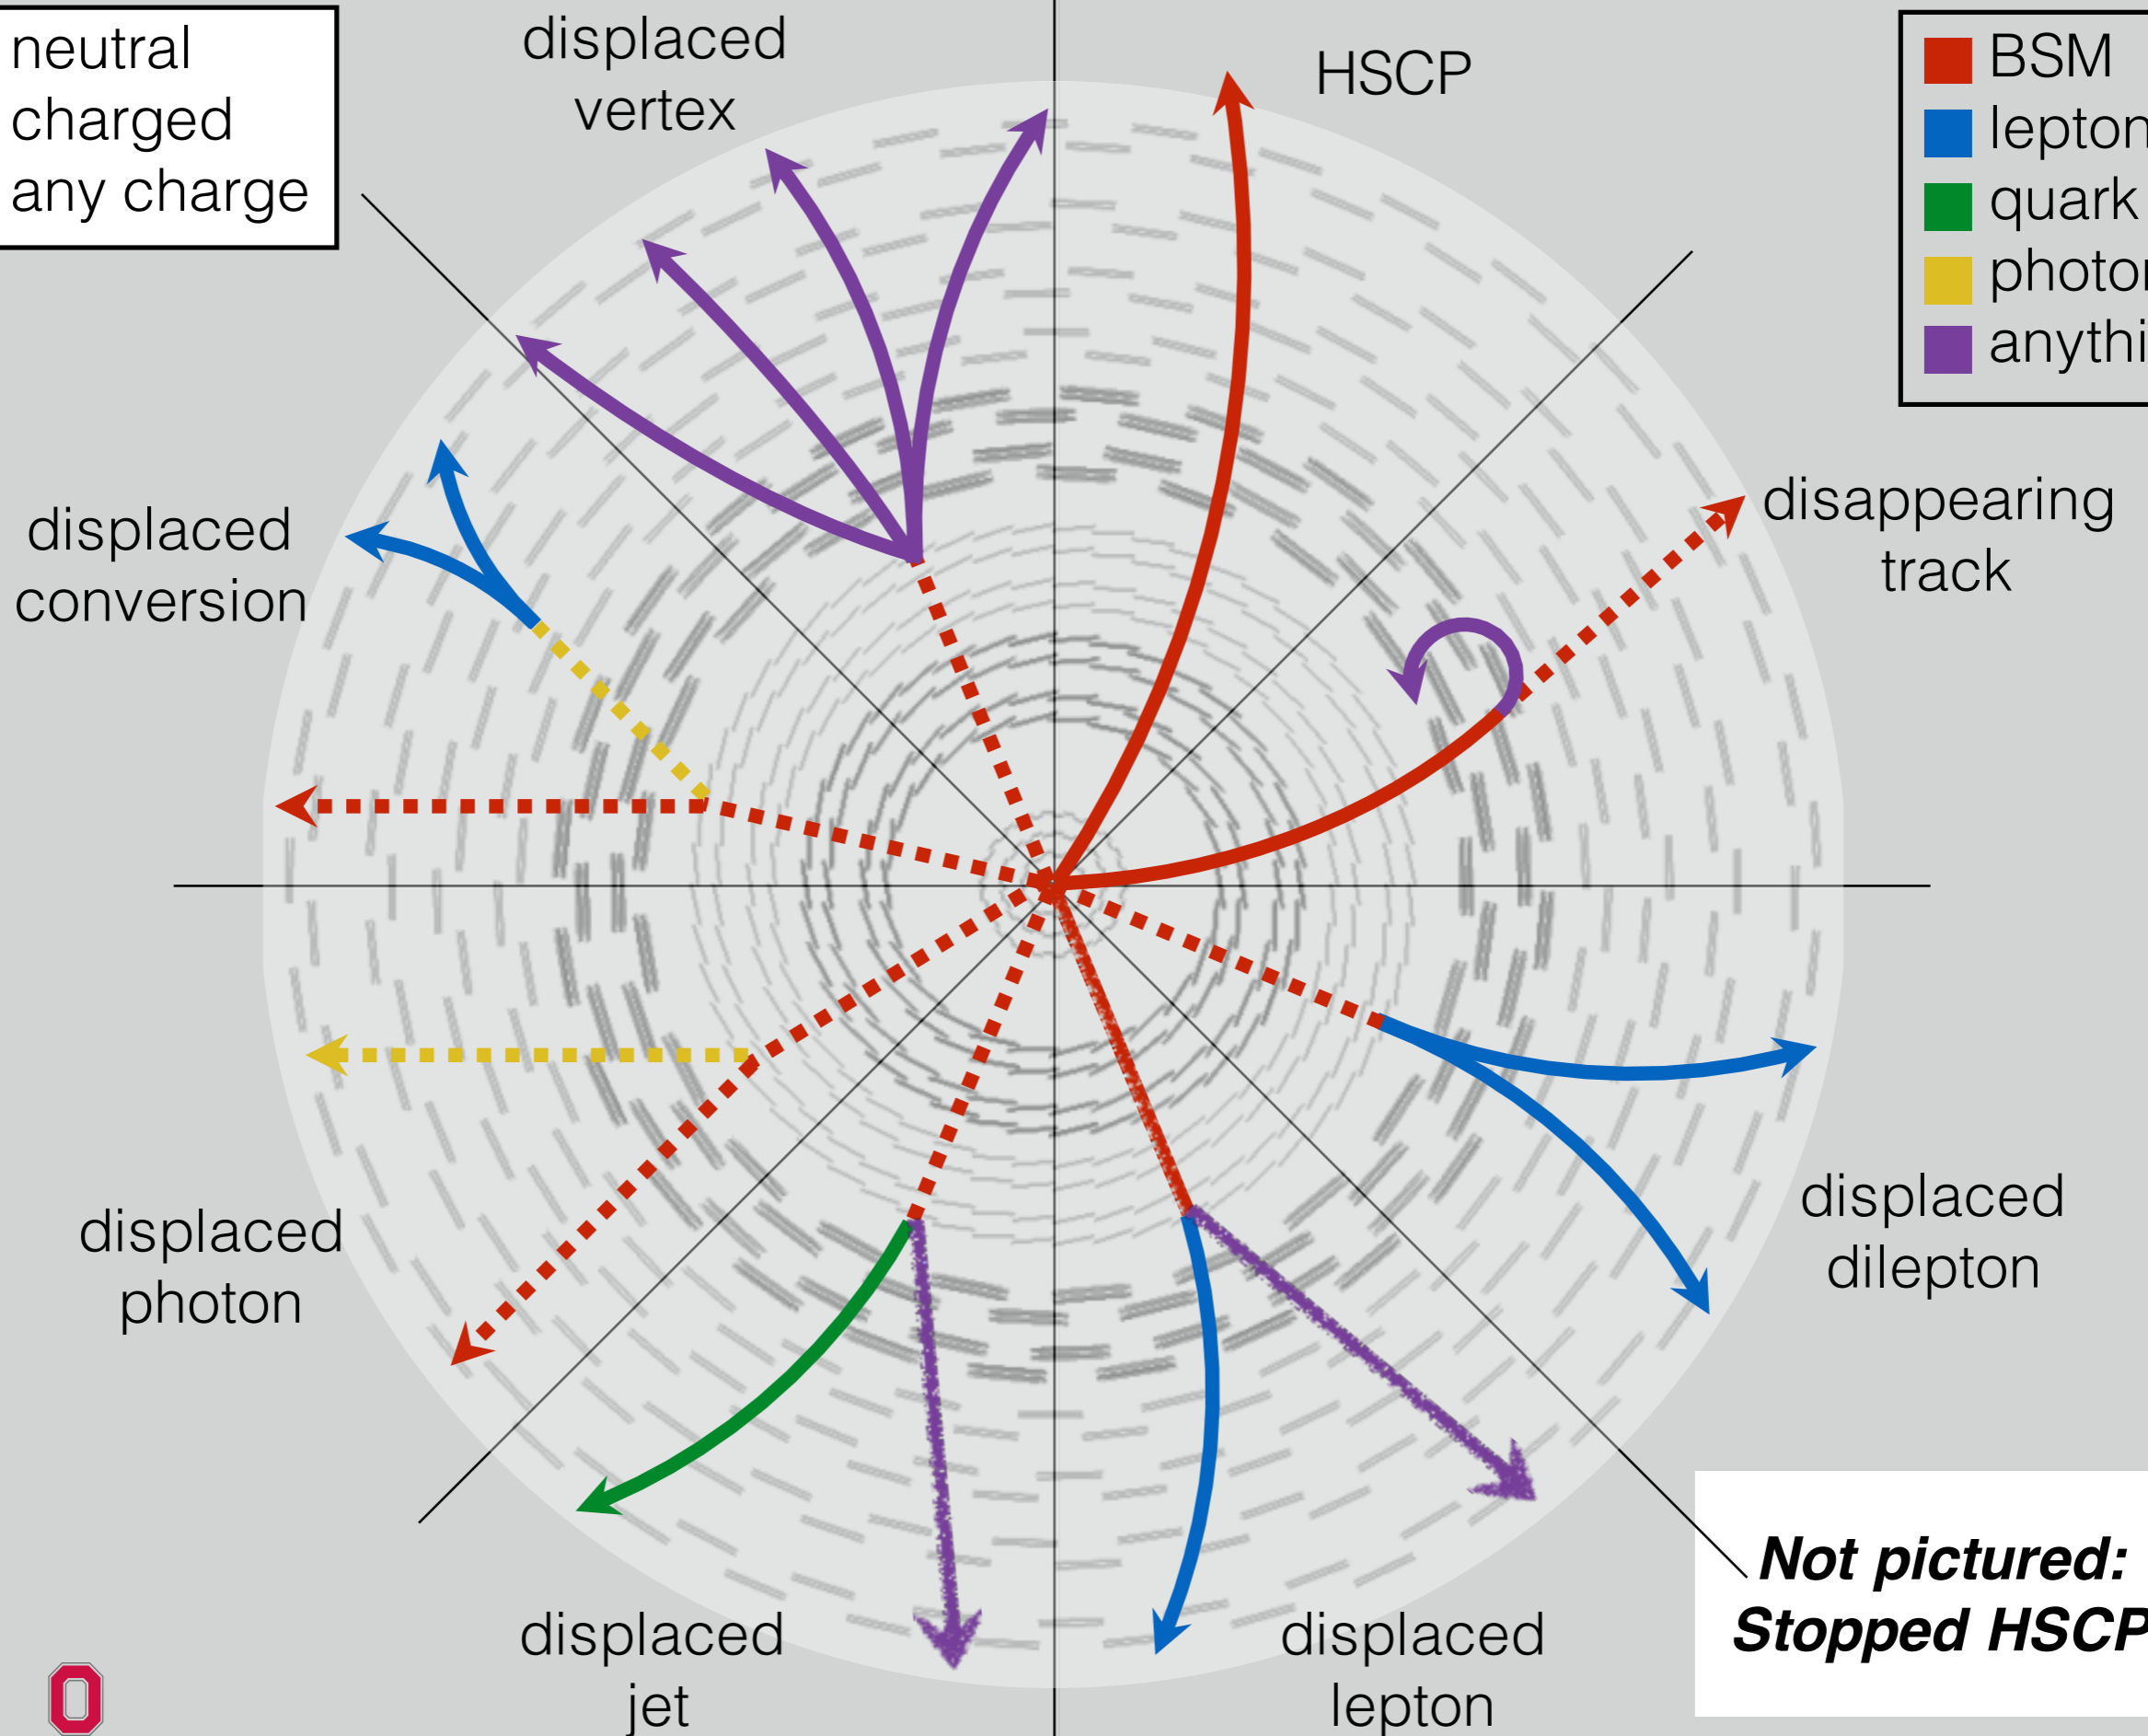 neutral
charged
any charge
displaced
vertex
HSCP
BSM
lepton
quark
photon
anythi
displaced
conversion
disappearing
track
displaced
photon
displaced
dilepton
displaced
jet
displaced
lepton
Not pictured:
Stopped HSCP
O